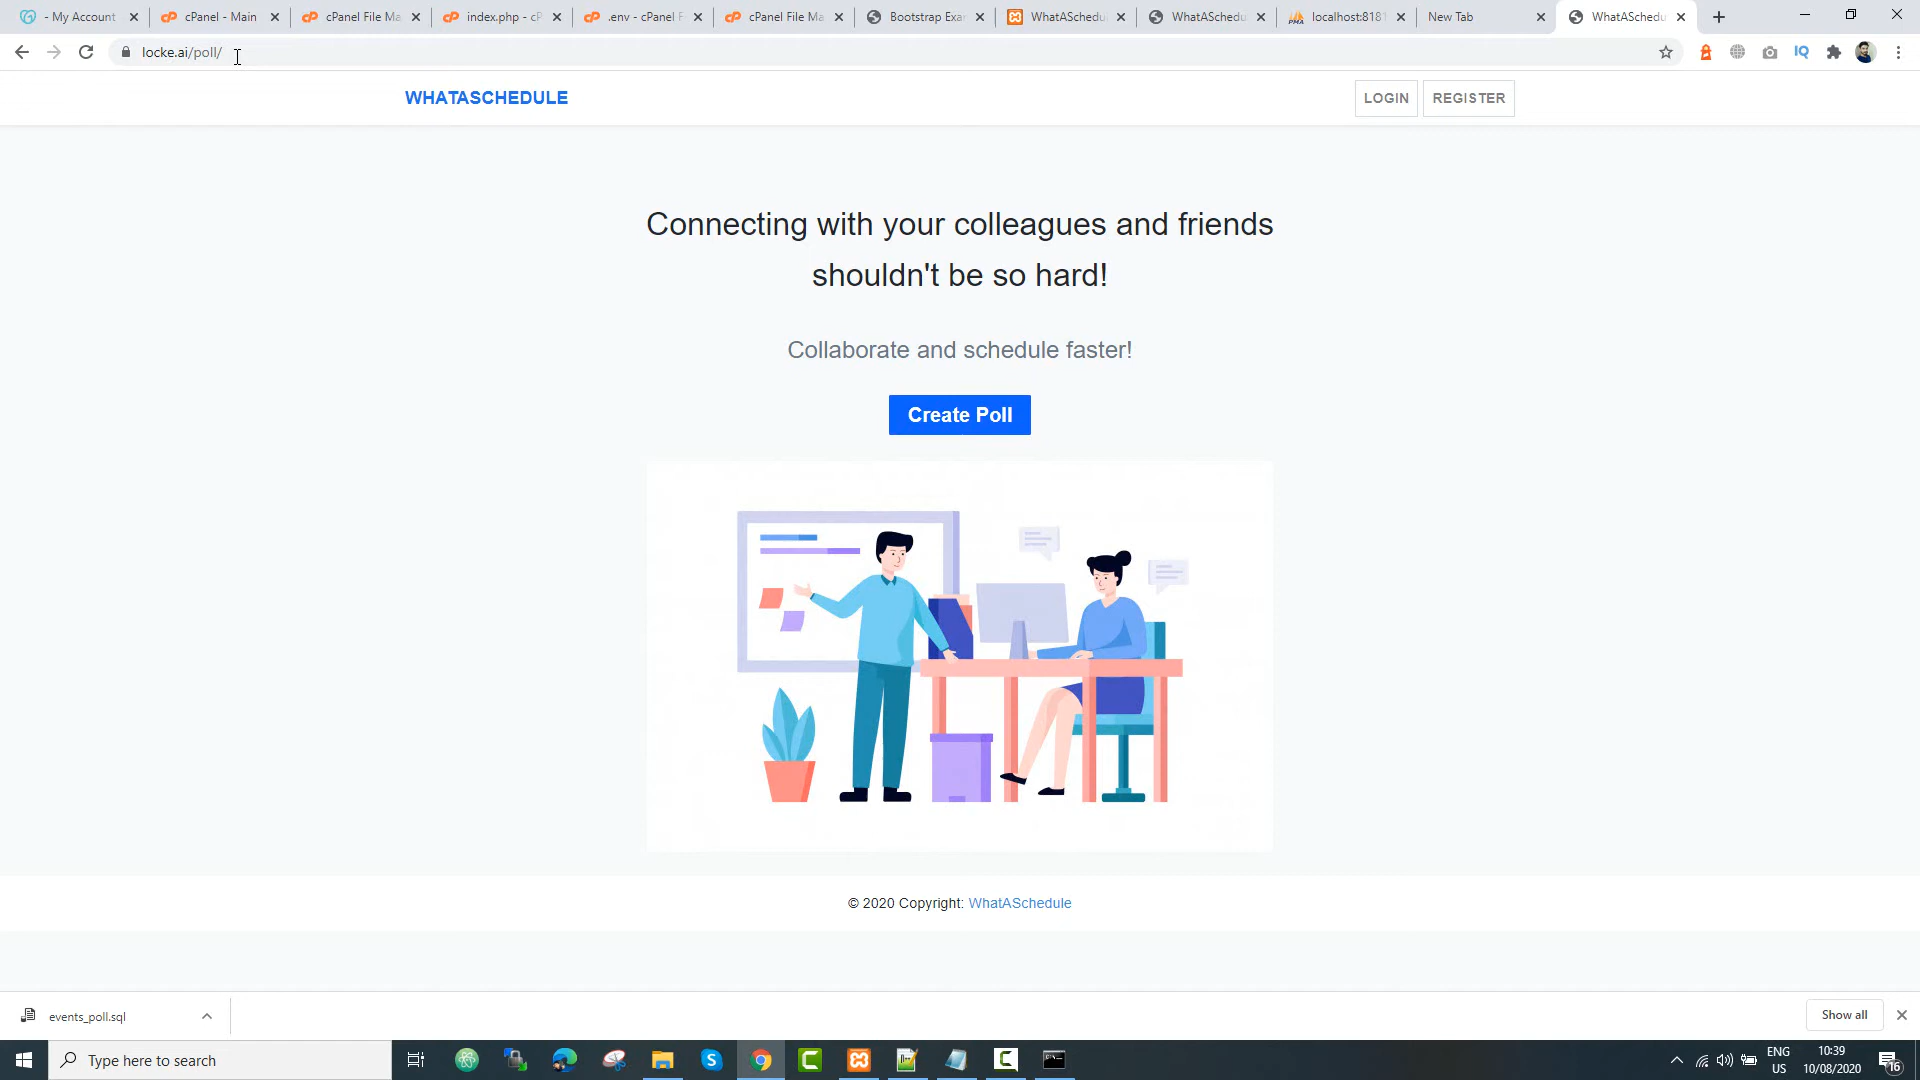 - My Account
cPanel - Main
cPanel File Ma
index.php - cP
.env - cPanel F
cPanel File Ma
Bootstrap Exa
WhatASchedu
WhatASchedu
localhost:8181
New Tab
WhatASchedu
locke.ai/poll/
WHATASCHEDULE
LOGIN
REGISTER
Connecting with your colleagues and friends
shouldn't be so hard!
Collaborate and schedule faster!
Create Poll
© 2020 Copyright: WhatASchedule
events_poll.sql
Show all
Type here to search
ENG
US
10:39
10/08/2020
16